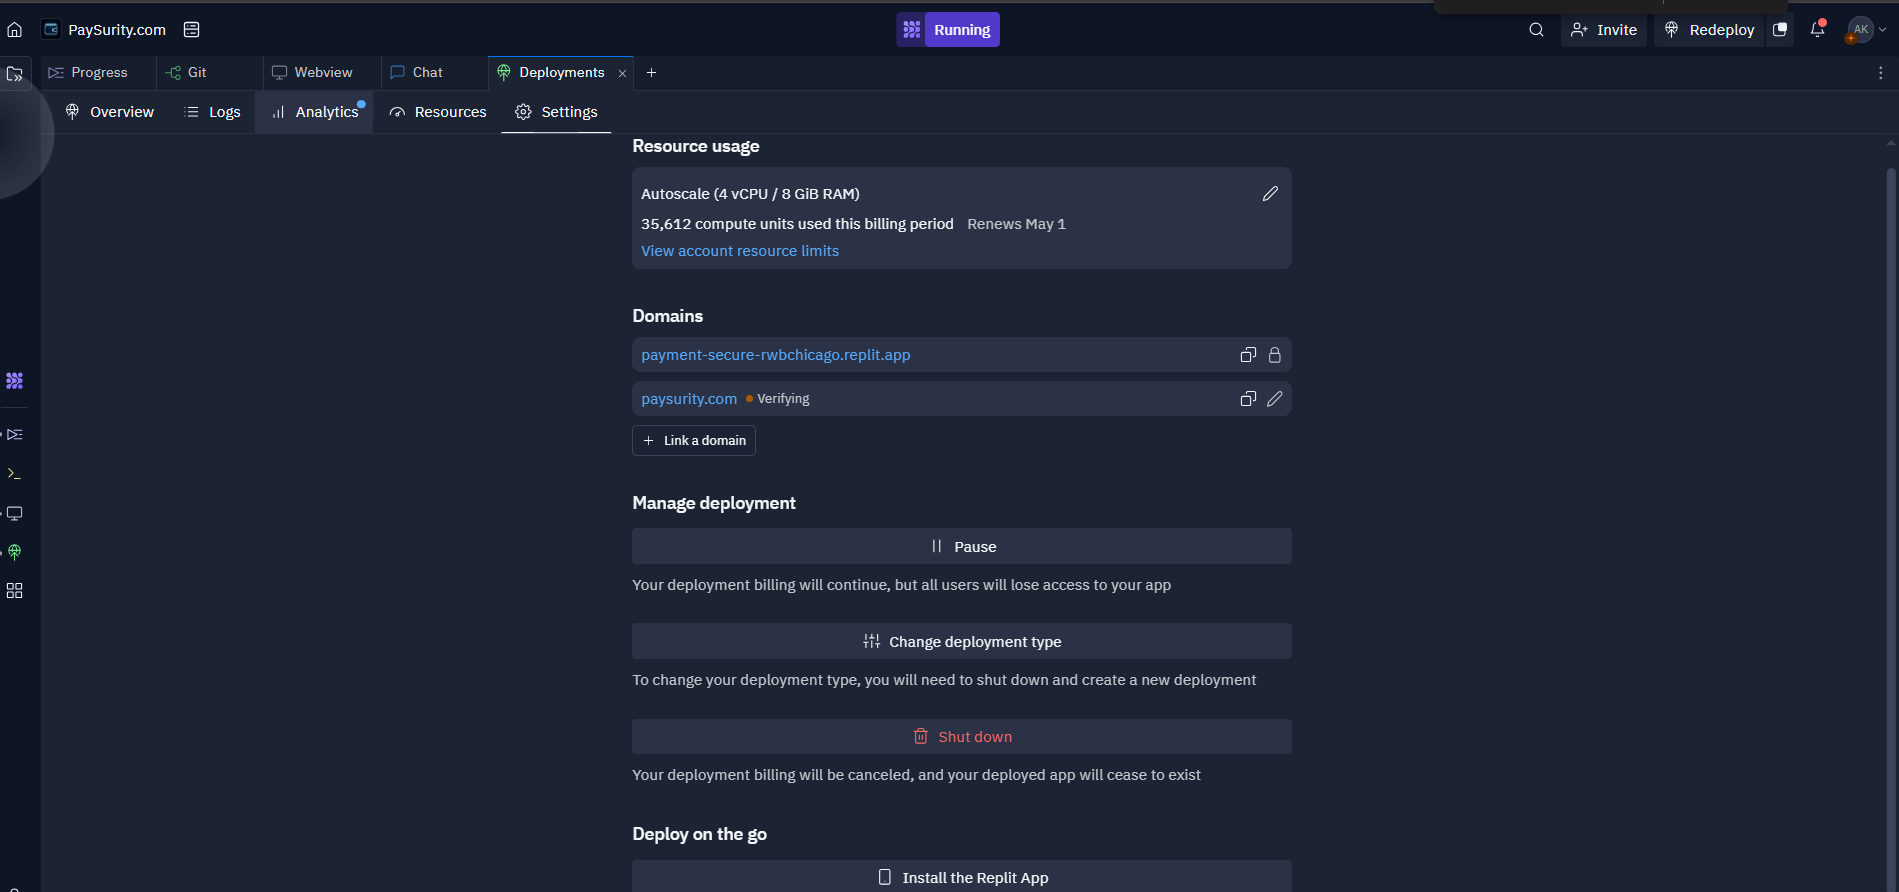 PaySurity.com
Running
Invite
Redeploy
AK
Progress
Git
Webview
Chat
Deployments
Overview
Logs
Analytics
Resources
Settings
Resource usage
Autoscale (4 vCPU / 8 GiB RAM)
35,612 compute units used this billing period Renews May 1
View account resource limits
Domains
payment-secure-rwbchicago.replit.app
paysurity.com Verifying
Link a domain
Manage deployment
Pause
Your deployment billing will continue, but all users will lose access to your app
Change deployment type
To change your deployment type, you will need to shut down and create a new deployment
Shut down
Your deployment billing will be canceled, and your deployed app will cease to exist
Deploy on the go
Install the Replit App